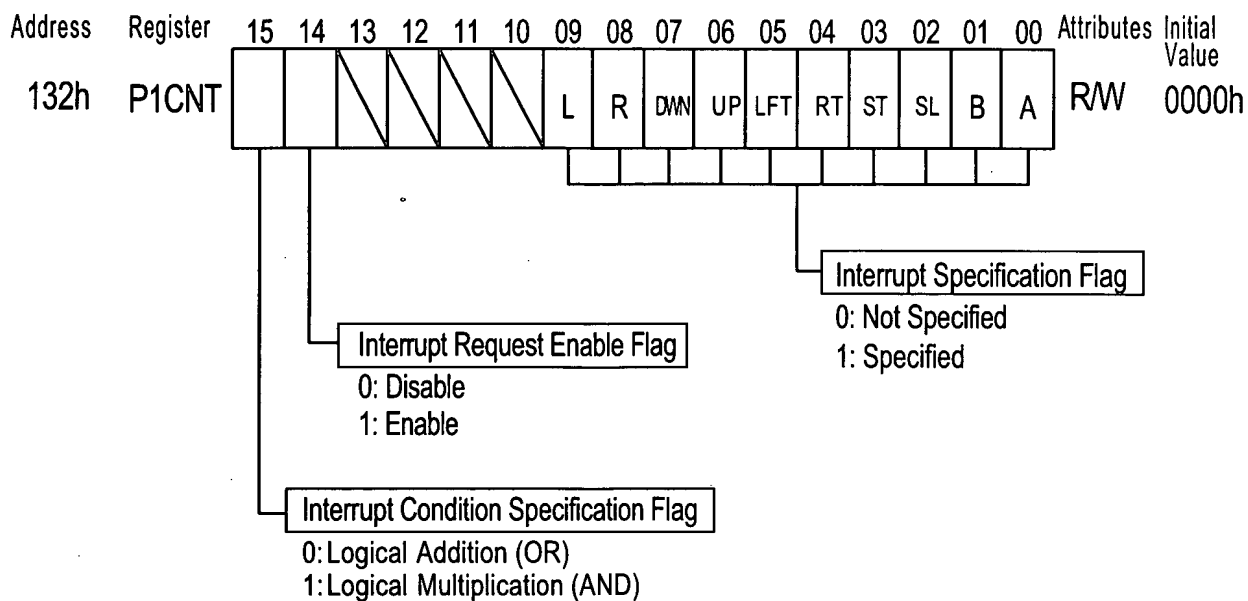 Address Register 15 14 13 12 11 10 09 08 07 06 05 04 03 02 01 00 Attributes Initial Value
132h P1CNT L R DWN UP LFT RT ST SL B A R/W 0000h
Interrupt Specification Flag
0: Not Specified
1: Specified
Interrupt Request Enable Flag
0: Disable
1: Enable
Interrupt Condition Specification Flag
0: Logical Addition (OR)
1: Logical Multiplication (AND)